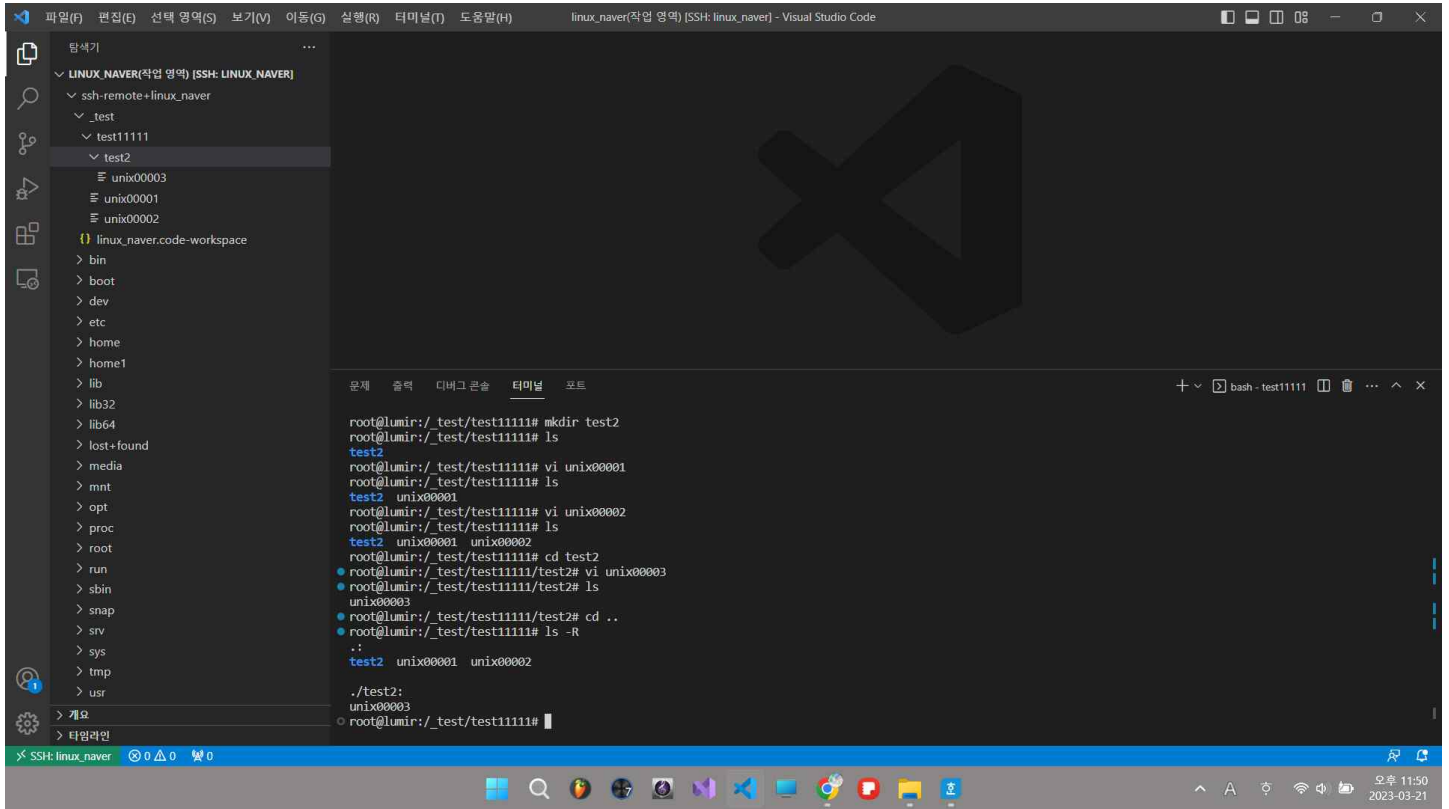 파일(F) 편집(E) 선택 영역(S) 보기(V) 이동(G) 실행(R) 터미널(T) 도움말(H) linux_naver(작업 영역) [SSH: linux_naver] - Visual Studio Code
탐색기
LINUX_NAVER(작업 영역) [SSH: LINUX_NAVER]
ssh-remote+linux_naver
_test
test11111
test2
unix00003
unix00001
unix00002
{} linux_naver.code-workspace
bin
boot
dev
etc
home
home1
lib
lib32
lib64
lost+found
media
mnt
opt
proc
root
run
sbin
snap
srv
sys
tmp
usr
개요
타임라인
문제 출력 디버그 콘솔 터미널 포트 bash - test11111
root@lumir:/_test/test11111# mkdir test2
root@lumir:/_test/test11111# ls
test2
root@lumir:/_test/test11111# vi unix00001
root@lumir:/_test/test11111# ls
test2 unix00001
root@lumir:/_test/test11111# vi unix00002
root@lumir:/_test/test11111# ls
test2 unix00001 unix00002
root@lumir:/_test/test11111# cd test2
root@lumir:/_test/test11111/test2# vi unix00003
root@lumir:/_test/test11111/test2# ls
unix00003
root@lumir:/_test/test11111/test2# cd ..
root@lumir:/_test/test11111# ls -R
.:
test2 unix00001 unix00002
./test2:
unix00003
root@lumir:/_test/test11111#
1
SSH: linux_naver 0 0 0
A 오후 11:50
2023-03-21